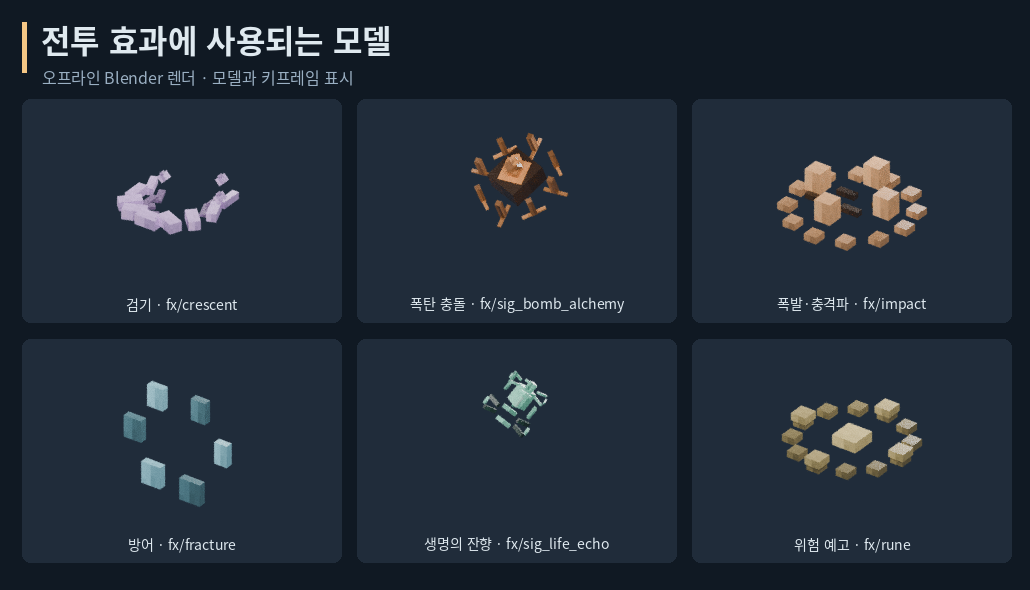 전투 효과에 사용되는 모델
오프라인 Blender 렌더 · 모델과 키프레임 표시
검기 · fx/crescent
폭탄 충돌 · fx/sig_bomb_alchemy
폭발·충격파 · fx/impact
방어 · fx/fracture
생명의 잔향 · fx/sig_life_echo
위험 예고 · fx/rune